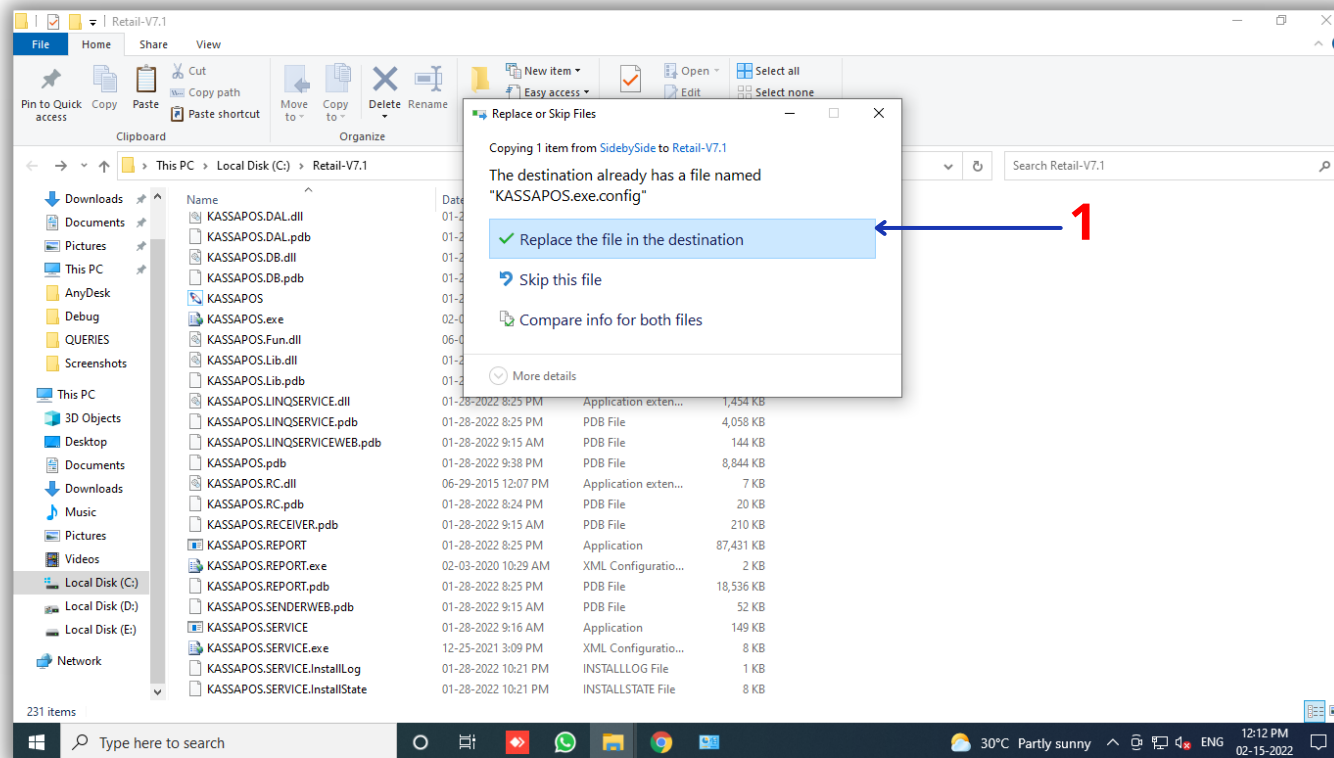 Retail-V7.1
File Home Share View
Pin to Quick access
Copy
Paste
Cut
Copy path
Paste shortcut
Clipboard
Move to
Copy to
Delete
Rename
Organize
New item
Easy access
Open
Edit
Select all
Select none
This PC > Local Disk (C:) > Retail-V7.1
Search Retail-V7.1
Replace or Skip Files
Copying 1 item from SidebySide to Retail-V7.1
The destination already has a file named
"KASSAPOS.exe.config"
Replace the file in the destination
Skip this file
Compare info for both files
More details
1
Downloads
Documents
Pictures
This PC
AnyDesk
Debug
QUERIES
Screenshots
This PC
3D Objects
Desktop
Documents
Downloads
Music
Pictures
Videos
Local Disk (C:)
Local Disk (D:)
Local Disk (E:)
Network
Name
KASSAPOS.DAL.dll
KASSAPOS.DAL.pdb
KASSAPOS.DB.dll
KASSAPOS.DB.pdb
KASSAPOS
KASSAPOS.exe
KASSAPOS.Fun.dll
KASSAPOS.Lib.dll
KASSAPOS.Lib.pdb
KASSAPOS.LINQSERVICE.dll 01-28-2022 8:25 PM Application exten... 1,454 KB
KASSAPOS.LINQSERVICE.pdb 01-28-2022 8:25 PM PDB File 4,058 KB
KASSAPOS.LINQSERVICEWEB.pdb 01-28-2022 9:15 AM PDB File 144 KB
KASSAPOS.pdb 01-28-2022 9:38 PM PDB File 8,844 KB
KASSAPOS.RC.dll 06-29-2015 12:07 PM Application exten... 7 KB
KASSAPOS.RC.pdb 01-28-2022 8:24 PM PDB File 20 KB
KASSAPOS.RECEIVER.pdb 01-28-2022 9:15 AM PDB File 210 KB
KASSAPOS.REPORT 01-28-2022 8:25 PM Application 87,431 KB
KASSAPOS.REPORT.exe 02-03-2020 10:29 AM XML Configuratio... 2 KB
KASSAPOS.REPORT.pdb 01-28-2022 8:25 PM PDB File 18,536 KB
KASSAPOS.SENDERWEB.pdb 01-28-2022 9:15 AM PDB File 52 KB
KASSAPOS.SERVICE 01-28-2022 9:16 AM Application 149 KB
KASSAPOS.SERVICE.exe 12-25-2021 3:09 PM XML Configuratio... 8 KB
KASSAPOS.SERVICE.InstallLog 01-28-2022 10:21 PM INSTALLLOG File 1 KB
KASSAPOS.SERVICE.InstallState 01-28-2022 10:21 PM INSTALLSTATE File 8 KB
231 items
Type here to search
30°C Partly sunny
ENG
12:12 PM
02-15-2022